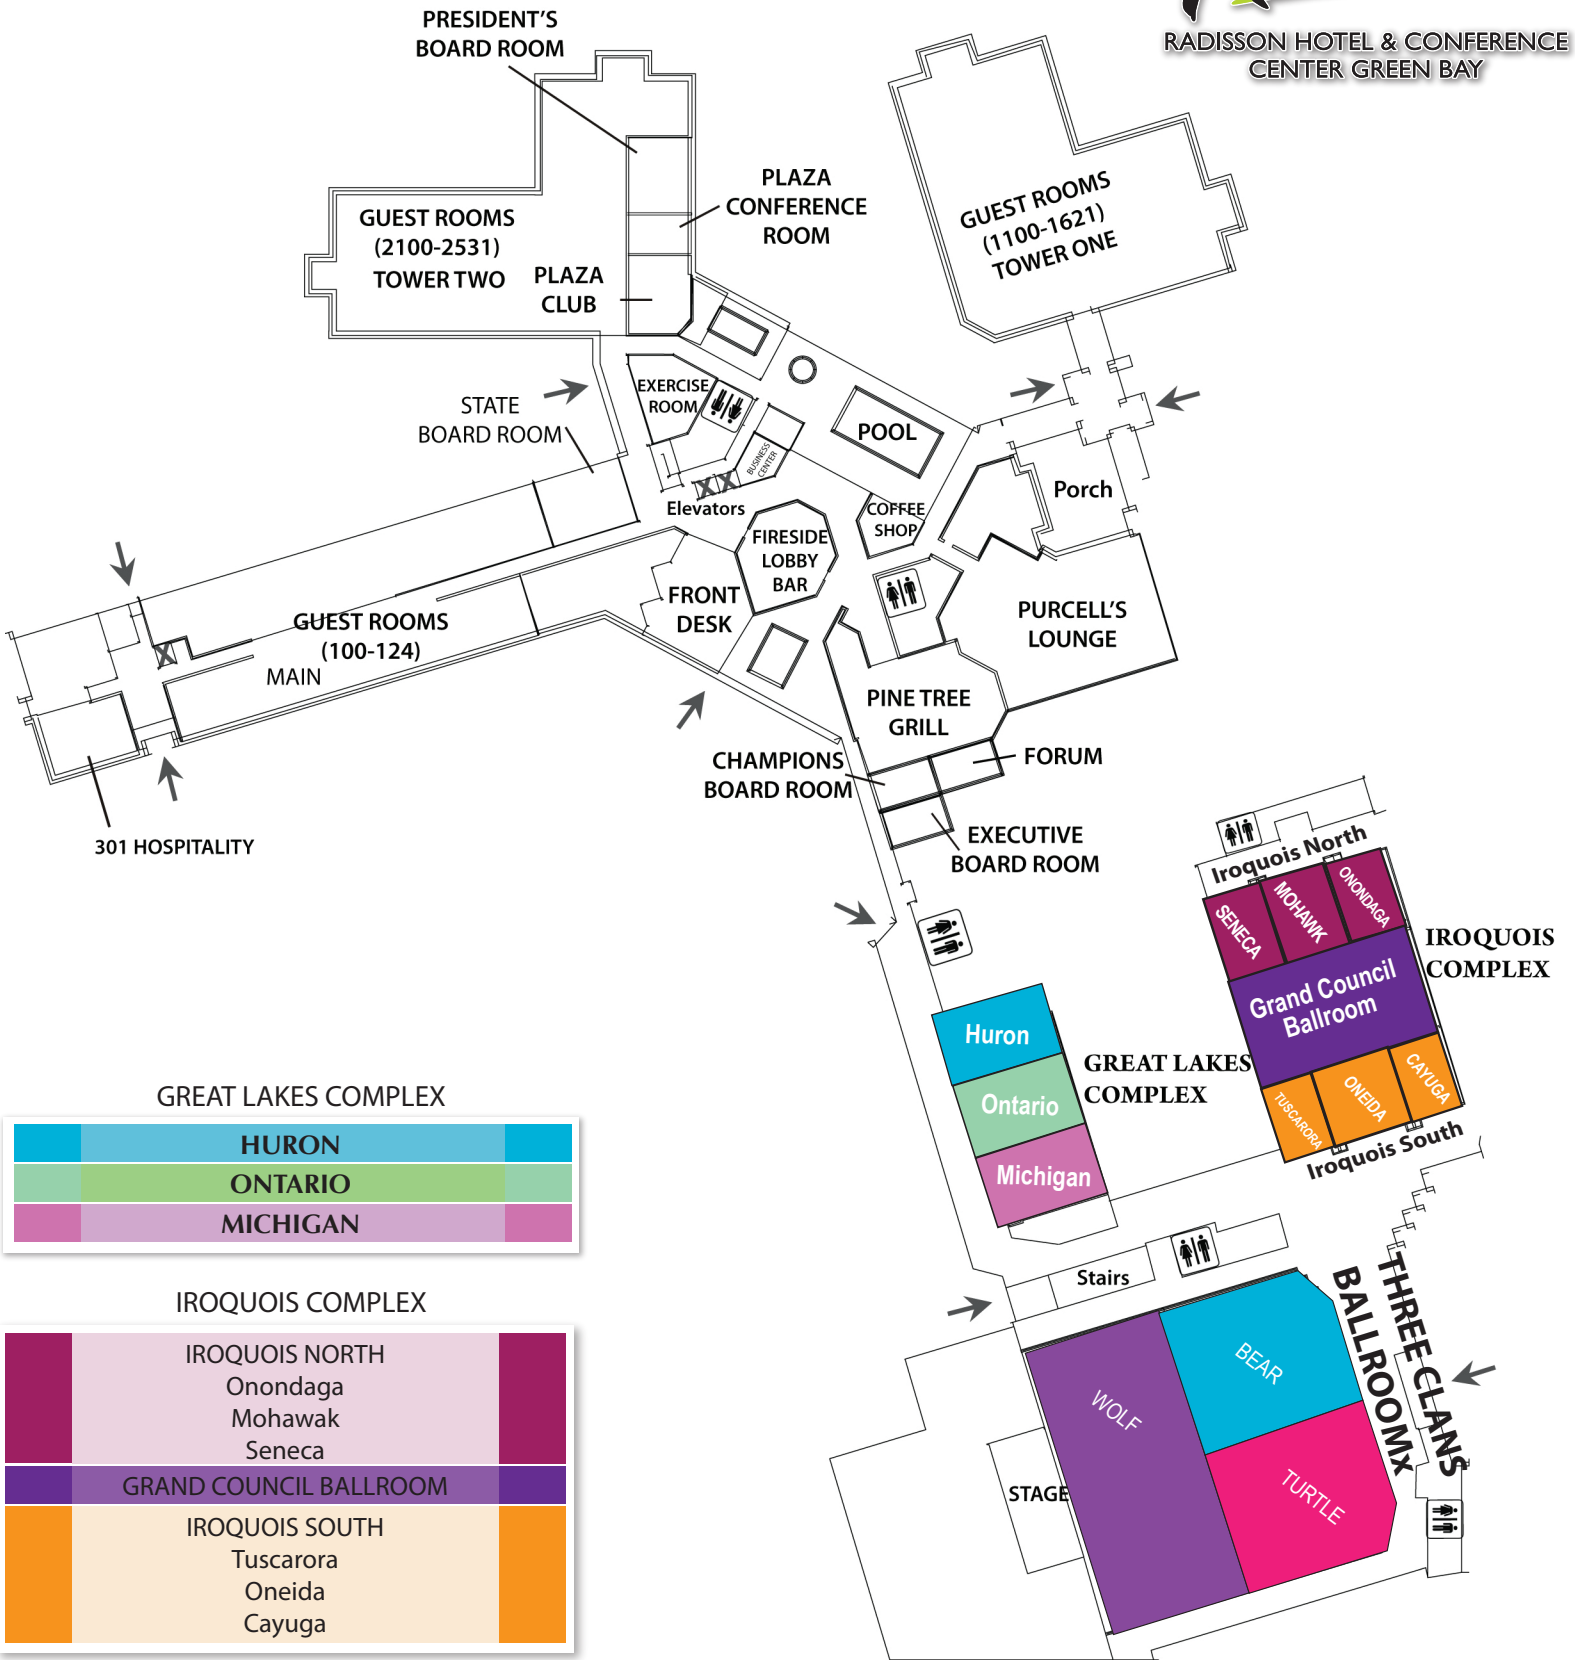 RADISSON HOTEL & CONFERENCE
CENTER GREEN BAY
PRESIDENT'S
BOARD ROOM
PLAZA
CONFERENCE
ROOM
GUEST ROOMS
(2100-2531)
TOWER TWO
PLAZA
CLUB
GUEST ROOMS
(1100-1621)
TOWER ONE
EXERCISE
ROOM
STATE
BOARD ROOM
BUSINESS
CENTER
POOL
Elevators
COFFEE
SHOP
Porch
FIRESIDE
LOBBY
BAR
FRONT
DESK
PURCELL'S
LOUNGE
GUEST ROOMS
(100-124)
MAIN
PINE TREE
GRILL
CHAMPIONS
BOARD ROOM
FORUM
EXECUTIVE
BOARD ROOM
301 HOSPITALITY
Iroquois North
SENECA
MOHAWK
ONONDAGA
IROQUOIS
COMPLEX
Grand Council
Ballroom
TUSCARORA
ONEIDA
CAYUGA
Iroquois South
Huron
Ontario
Michigan
GREAT LAKES
COMPLEX
Stairs
THREE CLANS
BALLROOMx
WOLF
BEAR
TURTLE
STAGE
GREAT LAKES COMPLEX
HURON
ONTARIO
MICHIGAN
IROQUOIS COMPLEX
IROQUOIS NORTH
Onondaga
Mohawak
Seneca
GRAND COUNCIL BALLROOM
IROQUOIS SOUTH
Tuscarora
Oneida
Cayuga